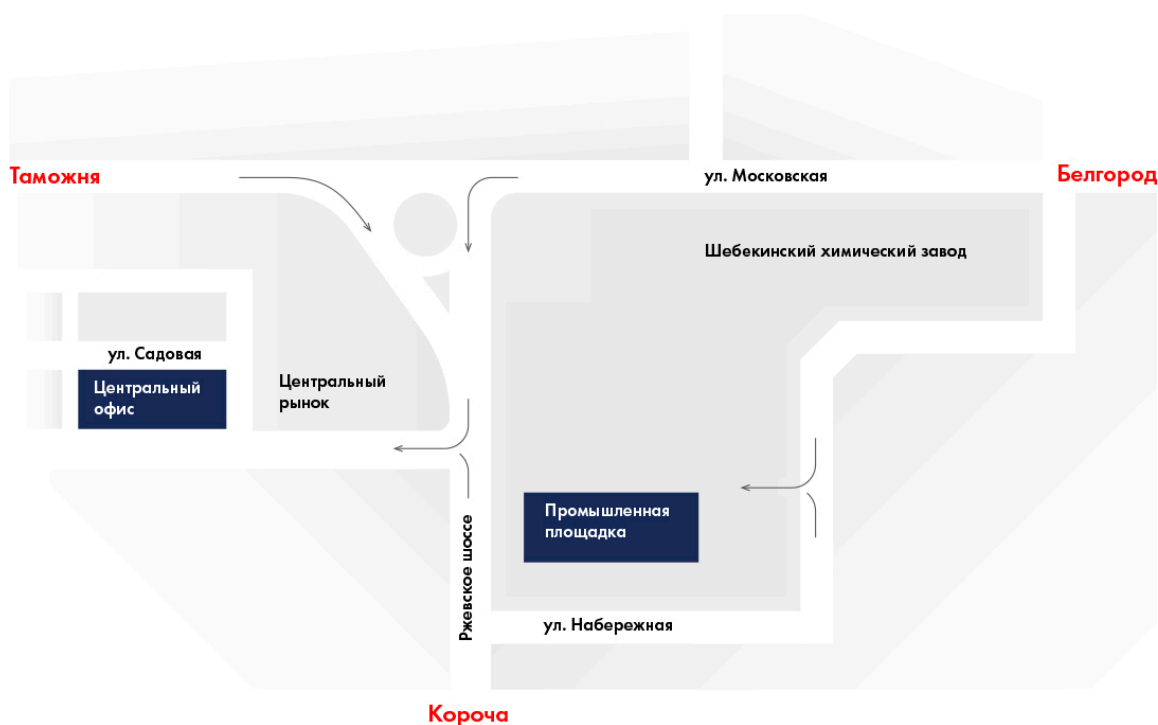 Таможня
ул. Московская
Белгород
Шебекинский химический завод
ул. Садовая
Центральный
офис
Центральный
рынок
Промышленная
площадка
Ржевское шоссе
ул. Набережная
Короча